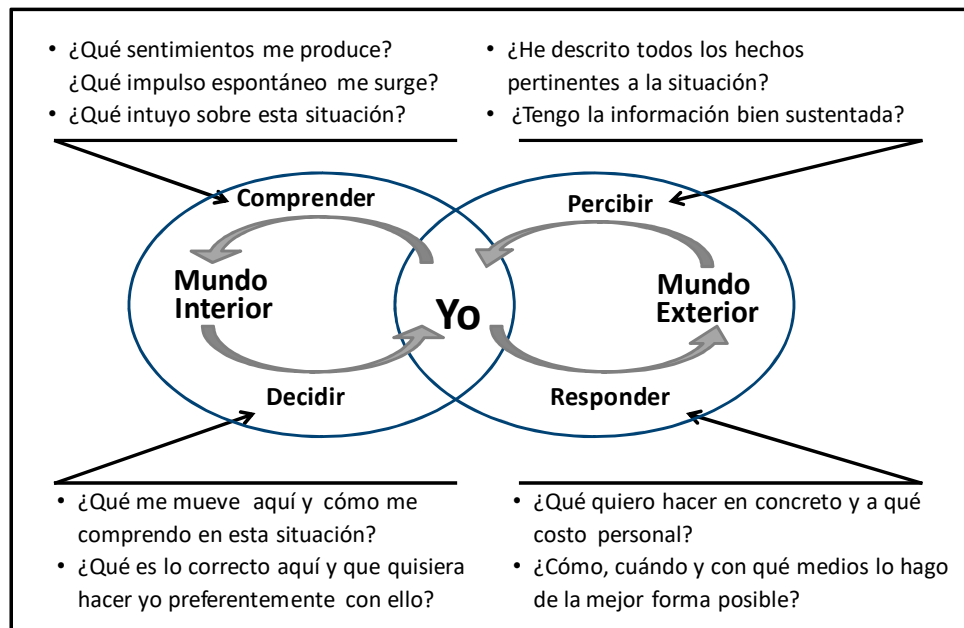 • ¿Qué sentimientos me produce?
¿Qué impulso espontáneo me surge?
• ¿Qué intuyo sobre esta situación?
• ¿He descrito todos los hechos
pertinentes a la situación?
• ¿Tengo la información bien sustentada?
Comprender
Percibir
Mundo
Interior
Yo
Mundo
Exterior
Decidir
Responder
• ¿Qué me mueve aquí y cómo me
comprendo en esta situación?
• ¿Qué es lo correcto aquí y que quisiera
hacer yo preferentemente con ello?
• ¿Qué quiero hacer en concreto y a qué
costo personal?
• ¿Cómo, cuándo y con qué medios lo hago
de la mejor forma posible?